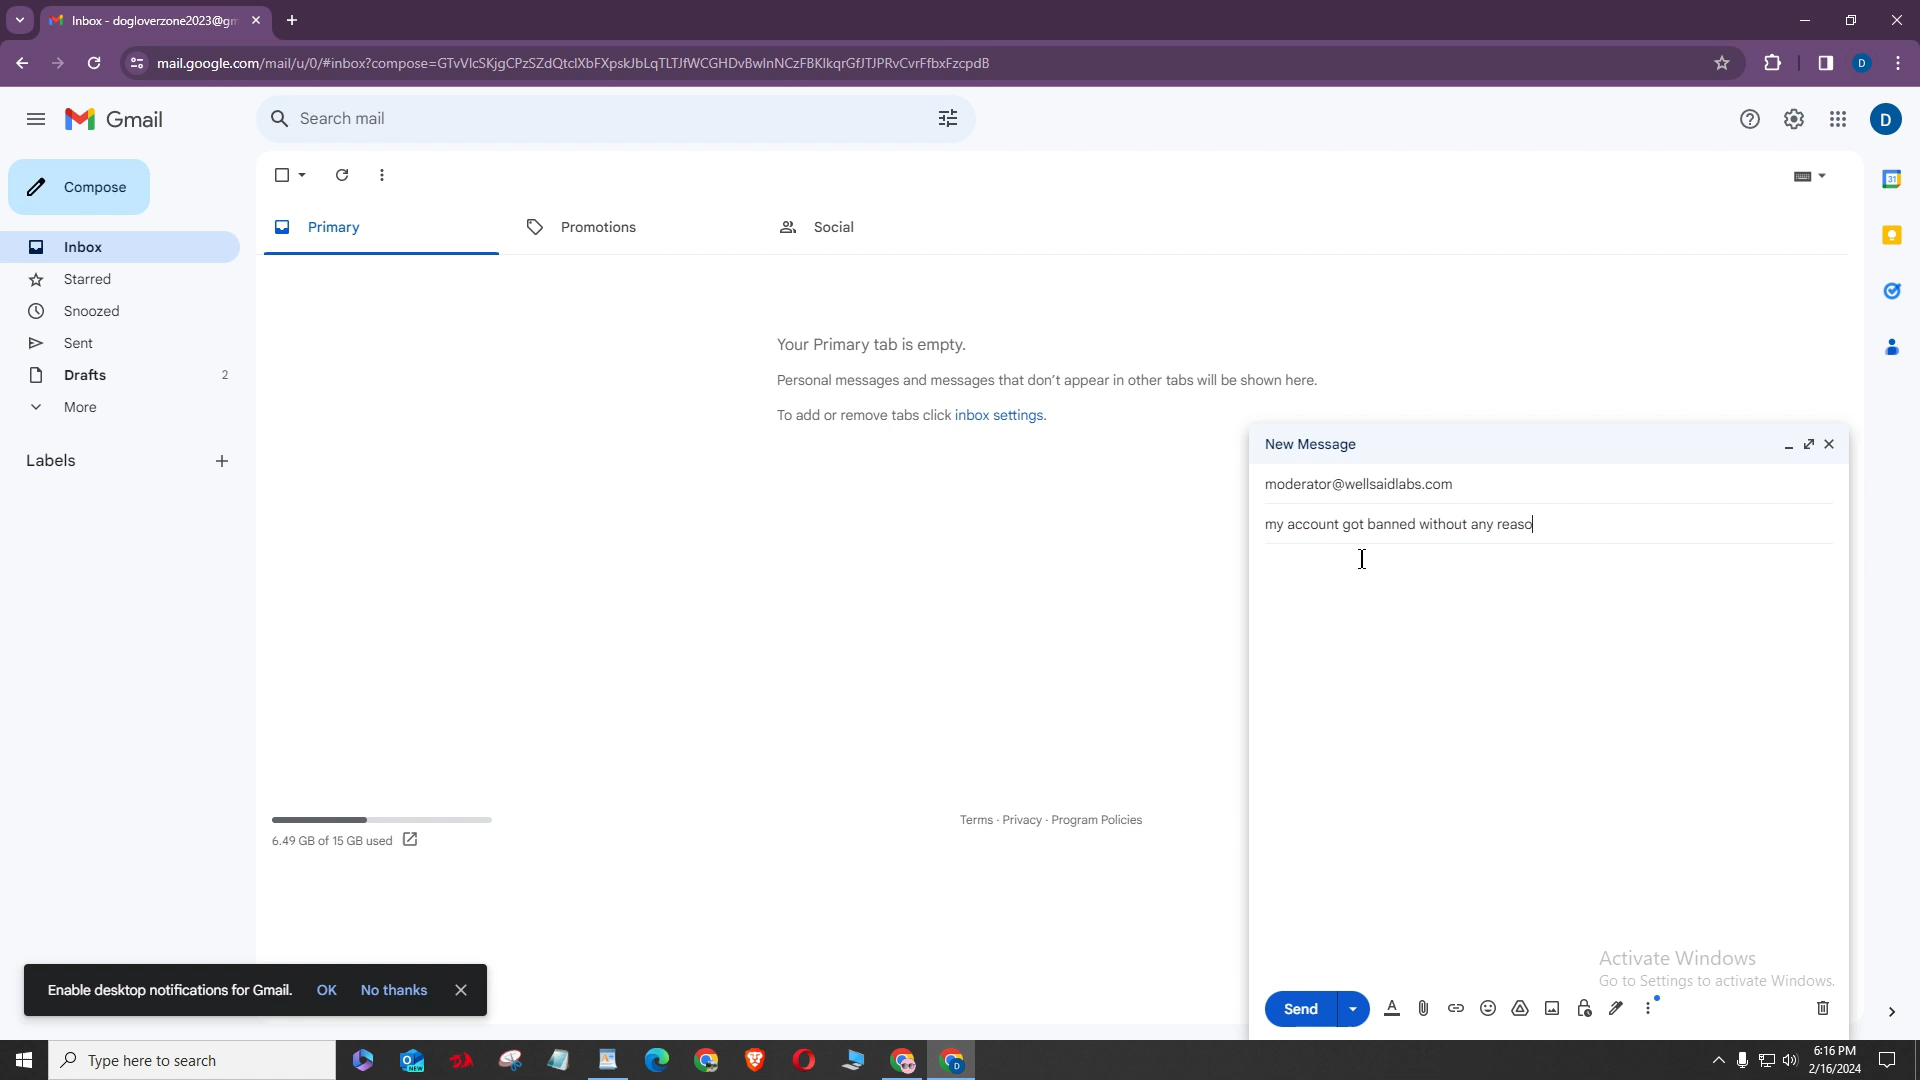 Inbox - dogloverzone2023@gm
mail.google.com/mail/u/0/#inbox?compose=GTvVlcSKjgCPzSZdQtclXbFXpskJbLqTLTJfWCGHDvBwlnNCzFBKlkqrGfJTJPRvCvrFfbxFzcpdB
D
Gmail
Search mail
D
Compose
31
Primary
Promotions
Social
Inbox
Starred
Snoozed
Sent
Drafts 2
More
Labels
Your Primary tab is empty.
Personal messages and messages that don't appear in other tabs will be shown here.
To add or remove tabs click inbox settings.
New Message
moderator@wellsaidlabs.com
my account got banned without any reaso
6.49 GB of 15 GB used
Terms · Privacy · Program Policies
Activate Windows
Go to Settings to activate Windows.
Enable desktop notifications for Gmail. OK No thanks
Send
Type here to search
NEW
D
6:16 PM
2/16/2024